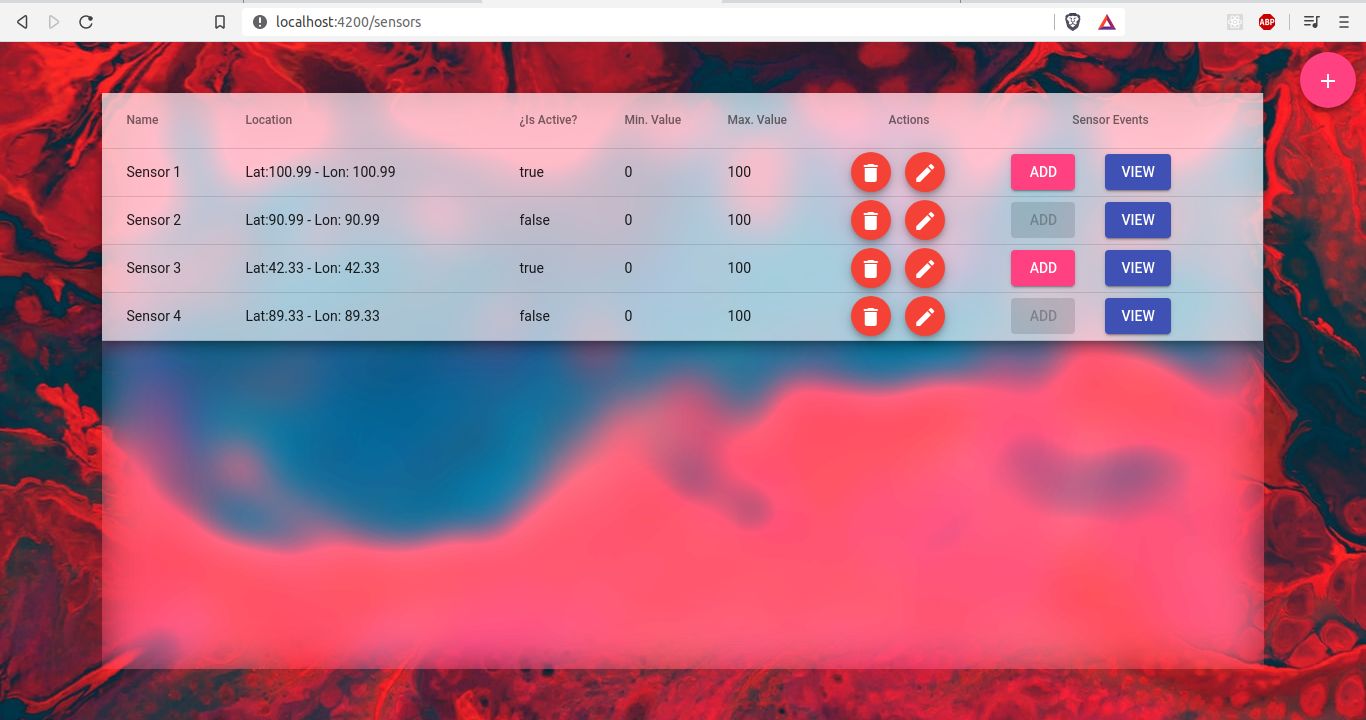 localhost:4200/sensors
ABP
+
Name Location ¿Is Active? Min. Value Max. Value Actions Sensor Events
Sensor 1 Lat:100.99 - Lon: 100.99 true 0 100 ADD VIEW
Sensor 2 Lat:90.99 - Lon: 90.99 false 0 100 ADD VIEW
Sensor 3 Lat:42.33 - Lon: 42.33 true 0 100 ADD VIEW
Sensor 4 Lat:89.33 - Lon: 89.33 false 0 100 ADD VIEW